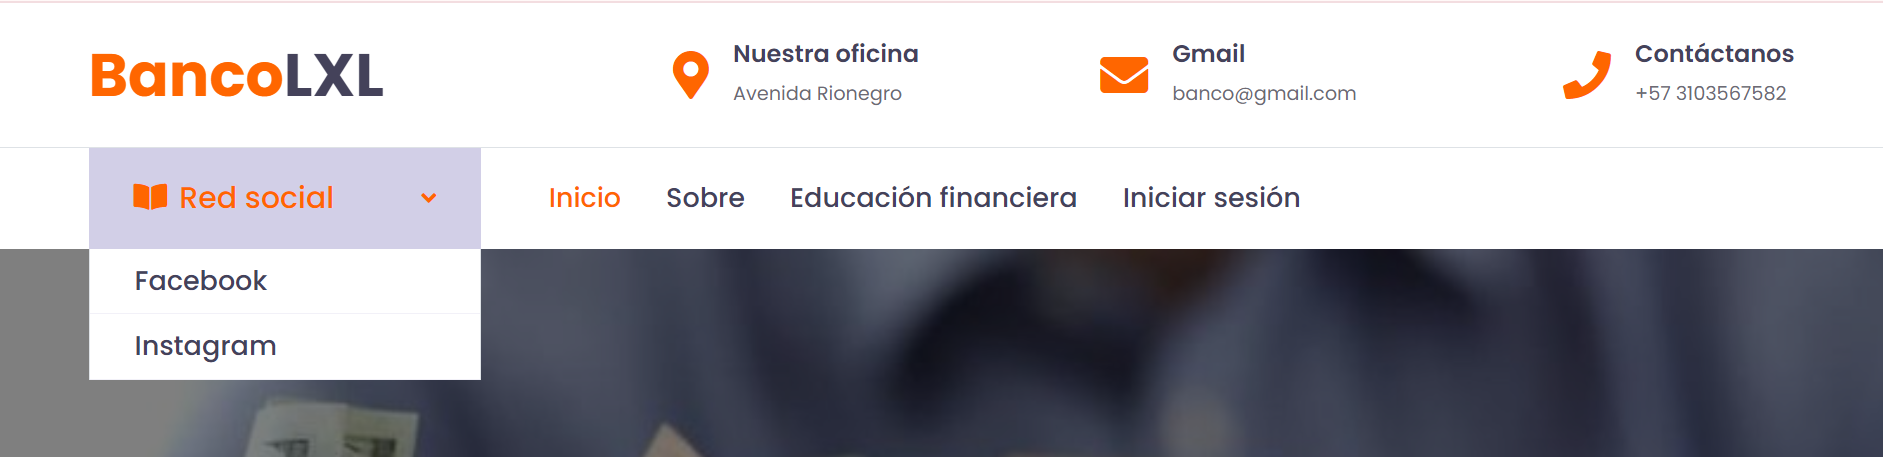 BancoLXL
Nuestra oficina
Avenida Rionegro
Gmail
banco@gmail.com
Contáctanos
+57 3103567582
Red social
Inicio
Sobre
Educación financiera
Iniciar sesión
Facebook
Instagram